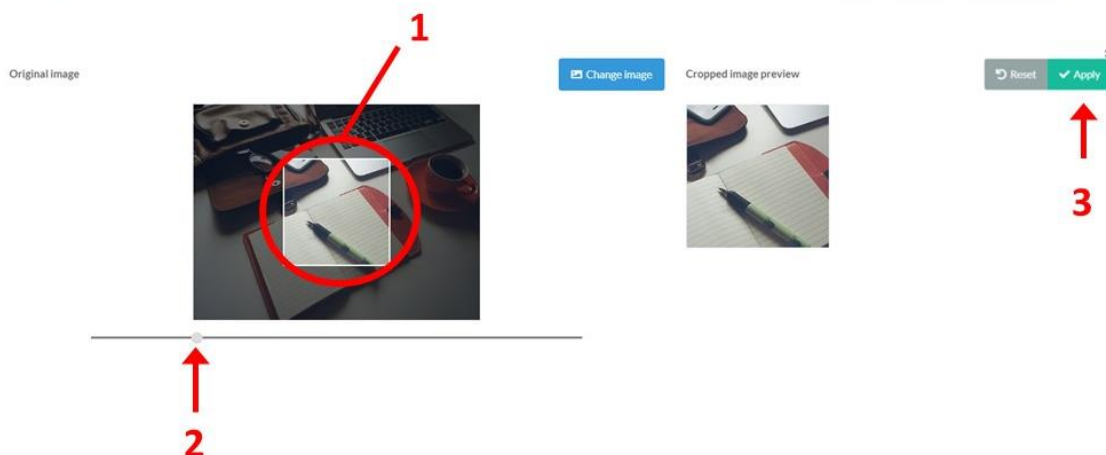 1
Original image
Change image
Cropped image preview
Reset
Apply
3
2